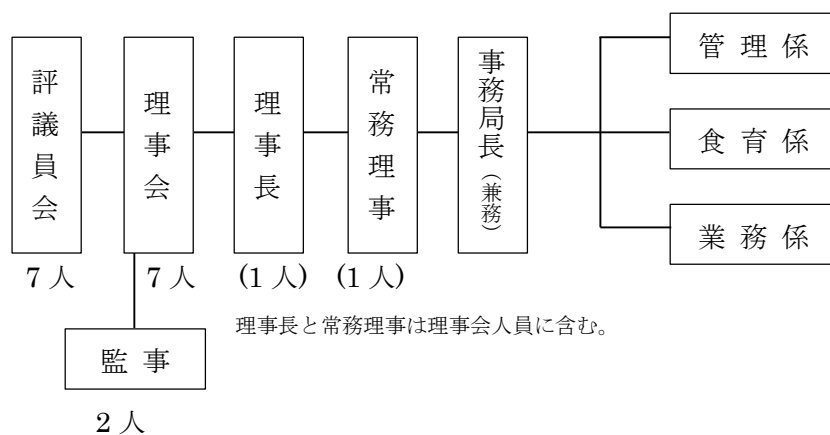 評議員会
理事会
理事長
常務理事
事務局長（兼務）
管理係
食育係
業務係
7人
7人
(1人)
(1人)
理事長と常務理事は理事会人員に含む。
監事
2人